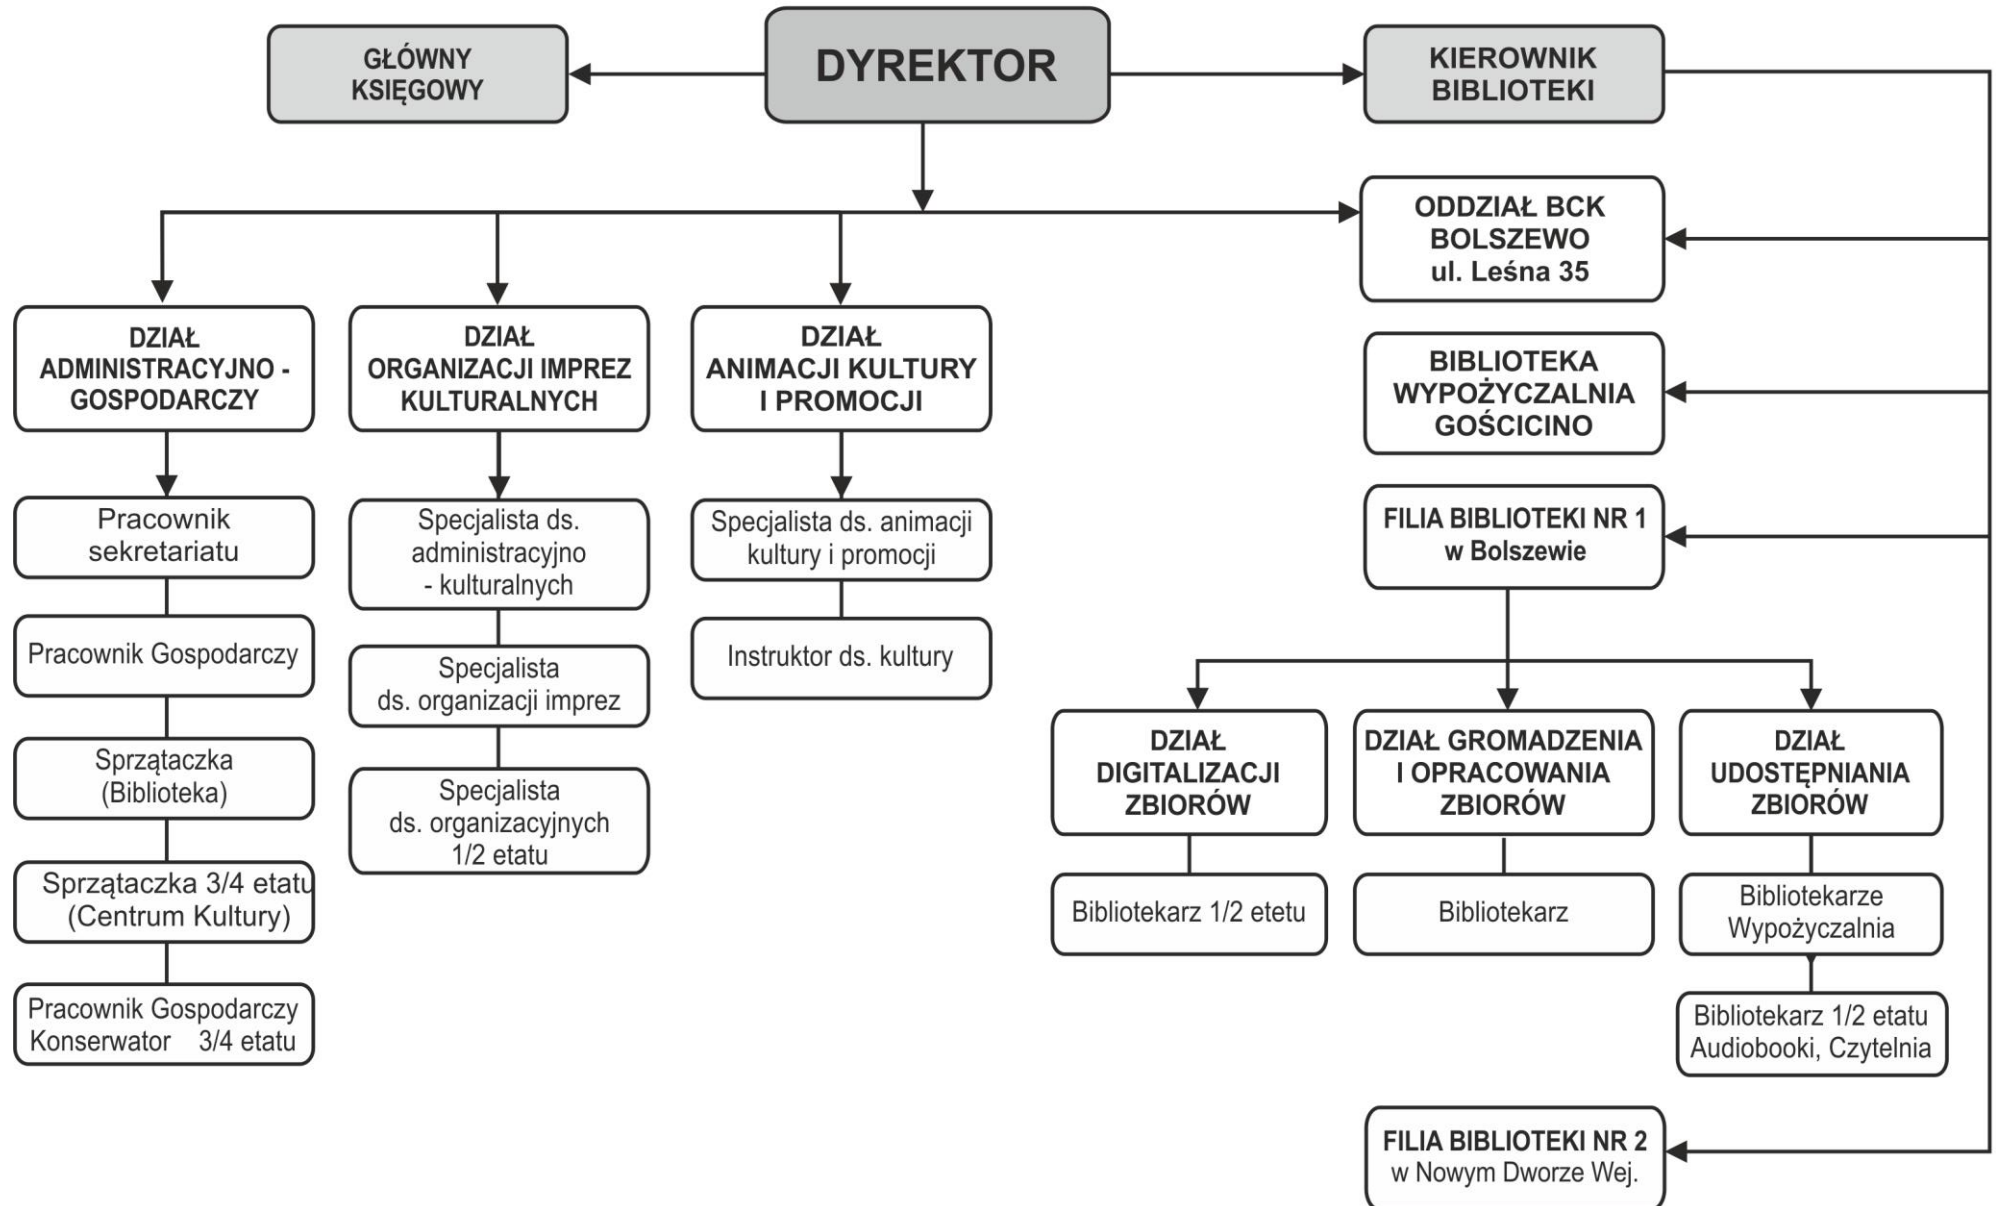 GŁÓWNY
KSIĘGOWY
DYREKTOR
KIEROWNIK
BIBLIOTEKI
ODDZIAŁ BCK
BOLSZEWO
ul. Leśna 35
DZIAŁ
ADMINISTRACYJNO -
GOSPODARCZY
DZIAŁ
ORGANIZACJI IMPREZ
KULTURALNYCH
DZIAŁ
ANIMACJI KULTURY
I PROMOCJI
BIBLIOTEKA
WYPOŻYCZALNIA
GOŚCICINO
Pracownik
sekretariatu
Pracownik Gospodarczy
Sprzątaczka
(Biblioteka)
Sprzątaczka 3/4 etatu
(Centrum Kultury)
Pracownik Gospodarczy
Konserwator 3/4 etatu
Specjalista ds.
administracyjno
- kulturalnych
Specjalista
ds. organizacji imprez
Specjalista
ds. organizacyjnych
1/2 etatu
Specjalista ds. animacji
kultury i promocji
Instruktor ds. kultury
FILIA BIBLIOTEKI NR 1
w Bolszewie
DZIAŁ
DIGITALIZACJI
ZBIORÓW
Bibliotekarz 1/2 etetu
DZIAŁ GROMADZENIA
I OPRACOWANIA
ZBIORÓW
Bibliotekarz
DZIAŁ
UDOSTĘPNIANIA
ZBIORÓW
Bibliotekarze
Wypożyczalnia
Bibliotekarz 1/2 etatu
Audiobooki, Czytelnia
FILIA BIBLIOTEKI NR 2
w Nowym Dworze Wej.